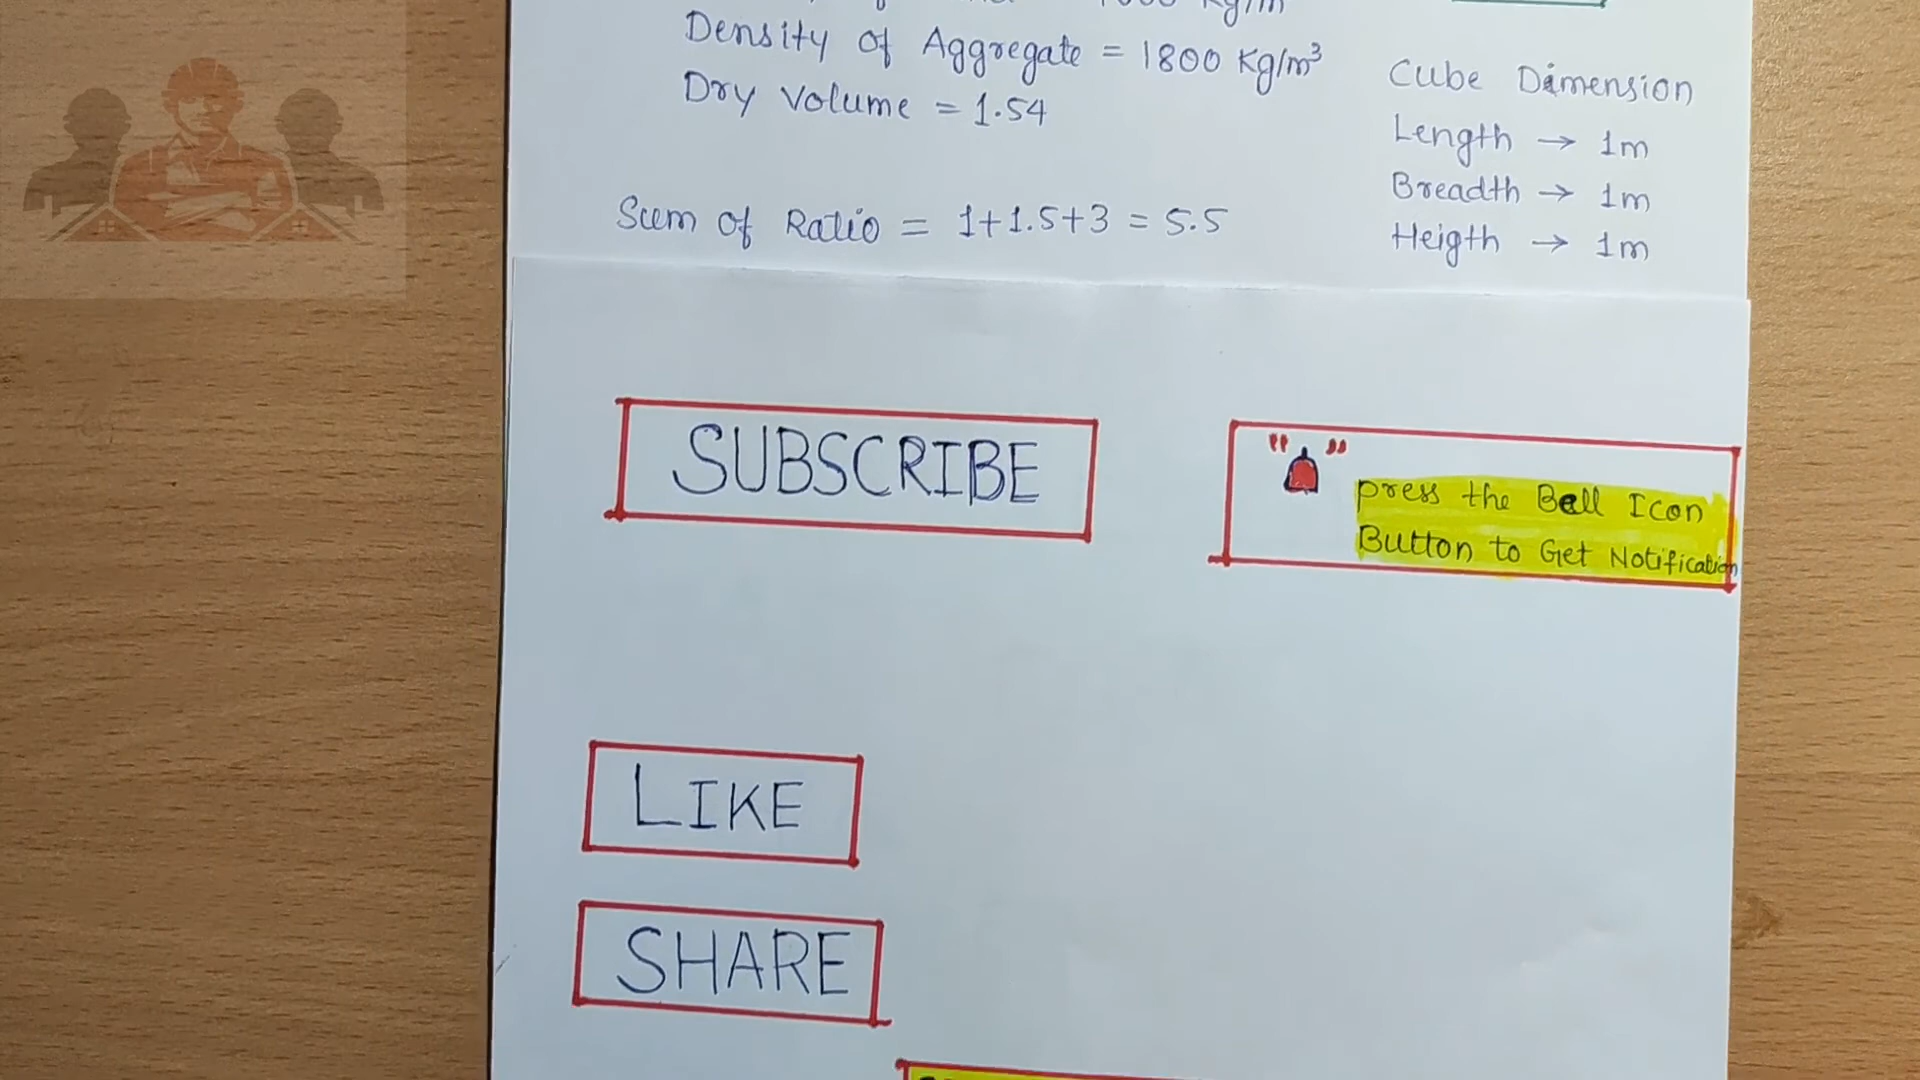 Density of Aggregate = 1800 Kg/m³
Dry Volume = 1.54
Sum of Ratio = 1+1.5+3 = 5.5
Cube Dimension
Length → 1m
Breadth → 1m
Heigth → 1m
SUBSCRIBE
" "
press the Bell Icon
Button to Get Notification
LIKE
SHARE